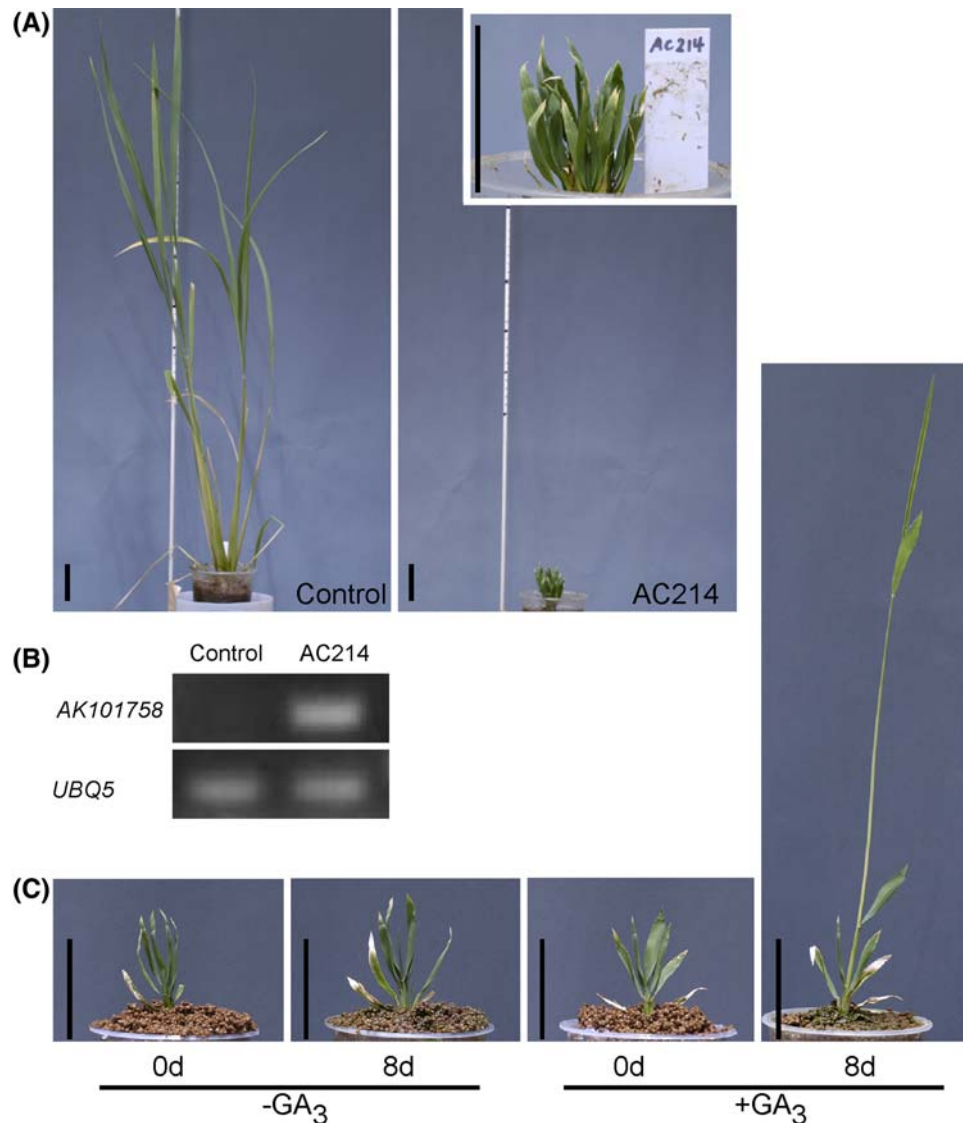 (A)
AC214
Control
AC214
(B)
Control AC214
AK101758
UBQ5
(C)
0d 8d 0d 8d
-GA3 +GA3